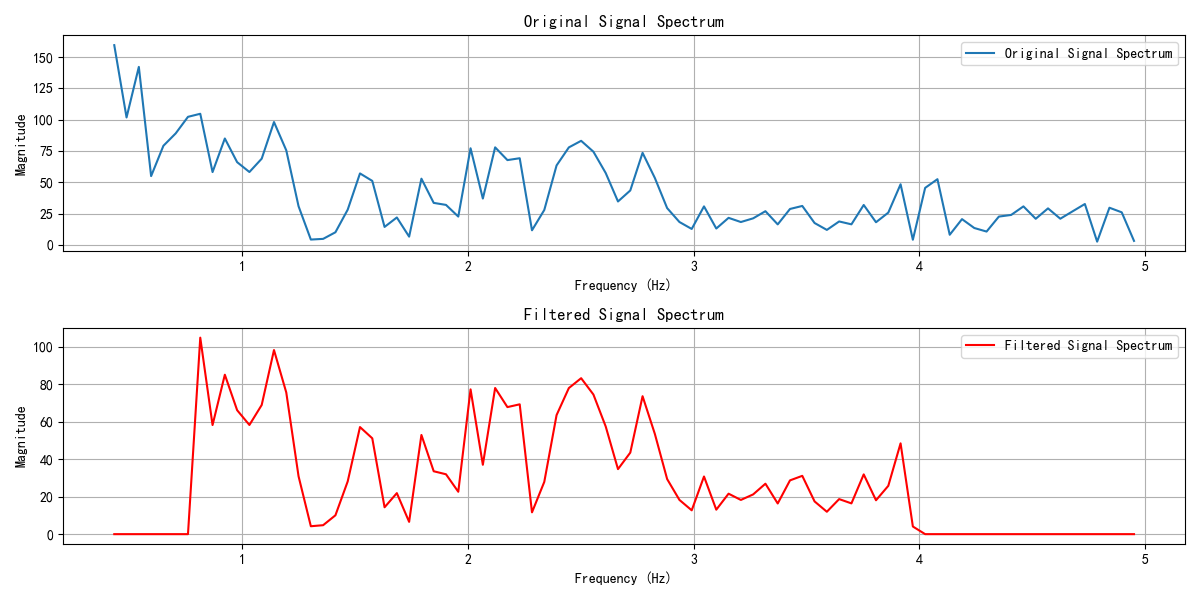 Original Signal Spectrum
Original Signal Spectrum
Magnitude
150
125
100
75
50
25
0
1 2 3 4 5
Frequency (Hz)
Filtered Signal Spectrum
Filtered Signal Spectrum
Magnitude
100
80
60
40
20
0
1 2 3 4 5
Frequency (Hz)